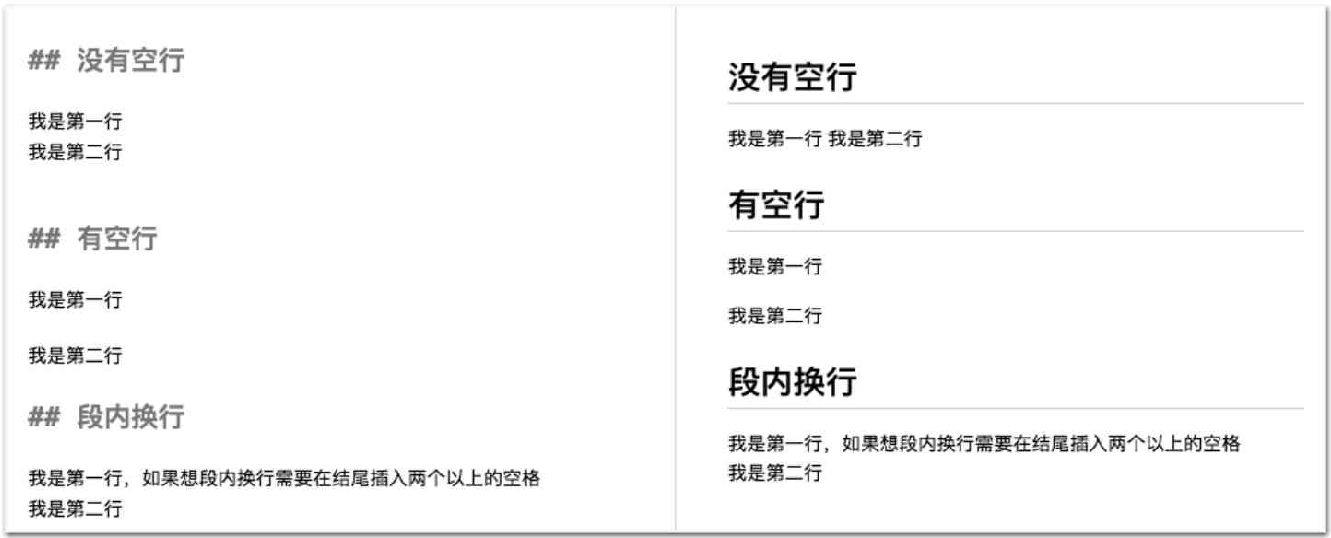 ## 没有空行
我是第一行
我是第二行
## 有空行
我是第一行
我是第二行
## 段内换行
我是第一行，如果想段内换行需要在结尾插入两个以上的空格
我是第二行
没有空行
我是第一行 我是第二行
有空行
我是第一行
我是第二行
段内换行
我是第一行，如果想段内换行需要在结尾插入两个以上的空格
我是第二行